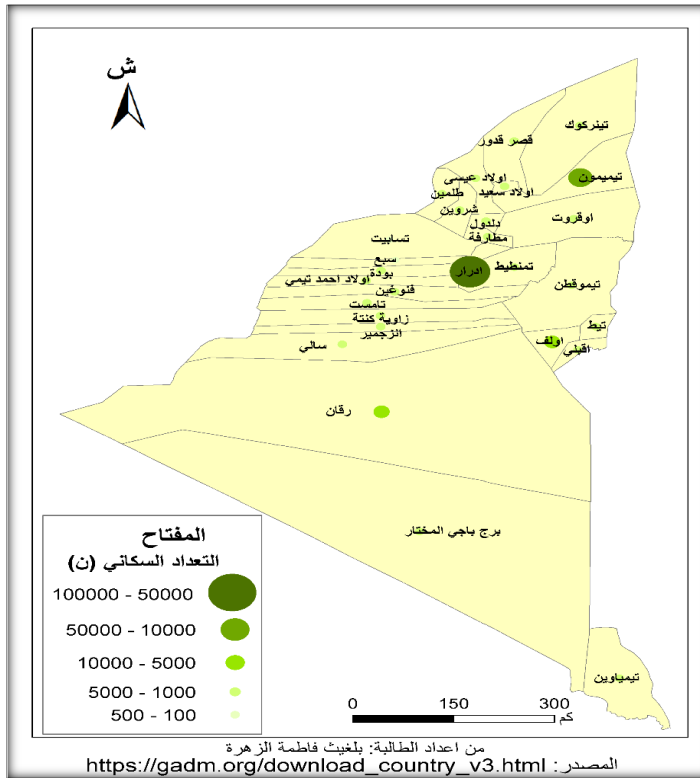 ش
تينركوك
قصر قدور
تيميمون
اولاد عيسى
اولاد سعيد
طلمين
شروين
اوقروت
دلدول
مطارفة
تسابيت
سبع
تمنطيط
ادرار
بودة
اولاد احمد تيمي
تيموقطن
فنوغين
تامست
زاوية كنتة
الزجمير
تيط
اولف
اقبلي
سالي
رقان
برج باجي المختار
تيمياوين
المفتاح
التعداد السكاني (ن)
100000 - 50000
50000 - 10000
10000 - 5000
5000 - 1000
500 - 100
0 150 300
كم
من اعداد الطالبة: بلغيث فاطمة الزهرة
المصدر: https://gadm.org/download_country_v3.html